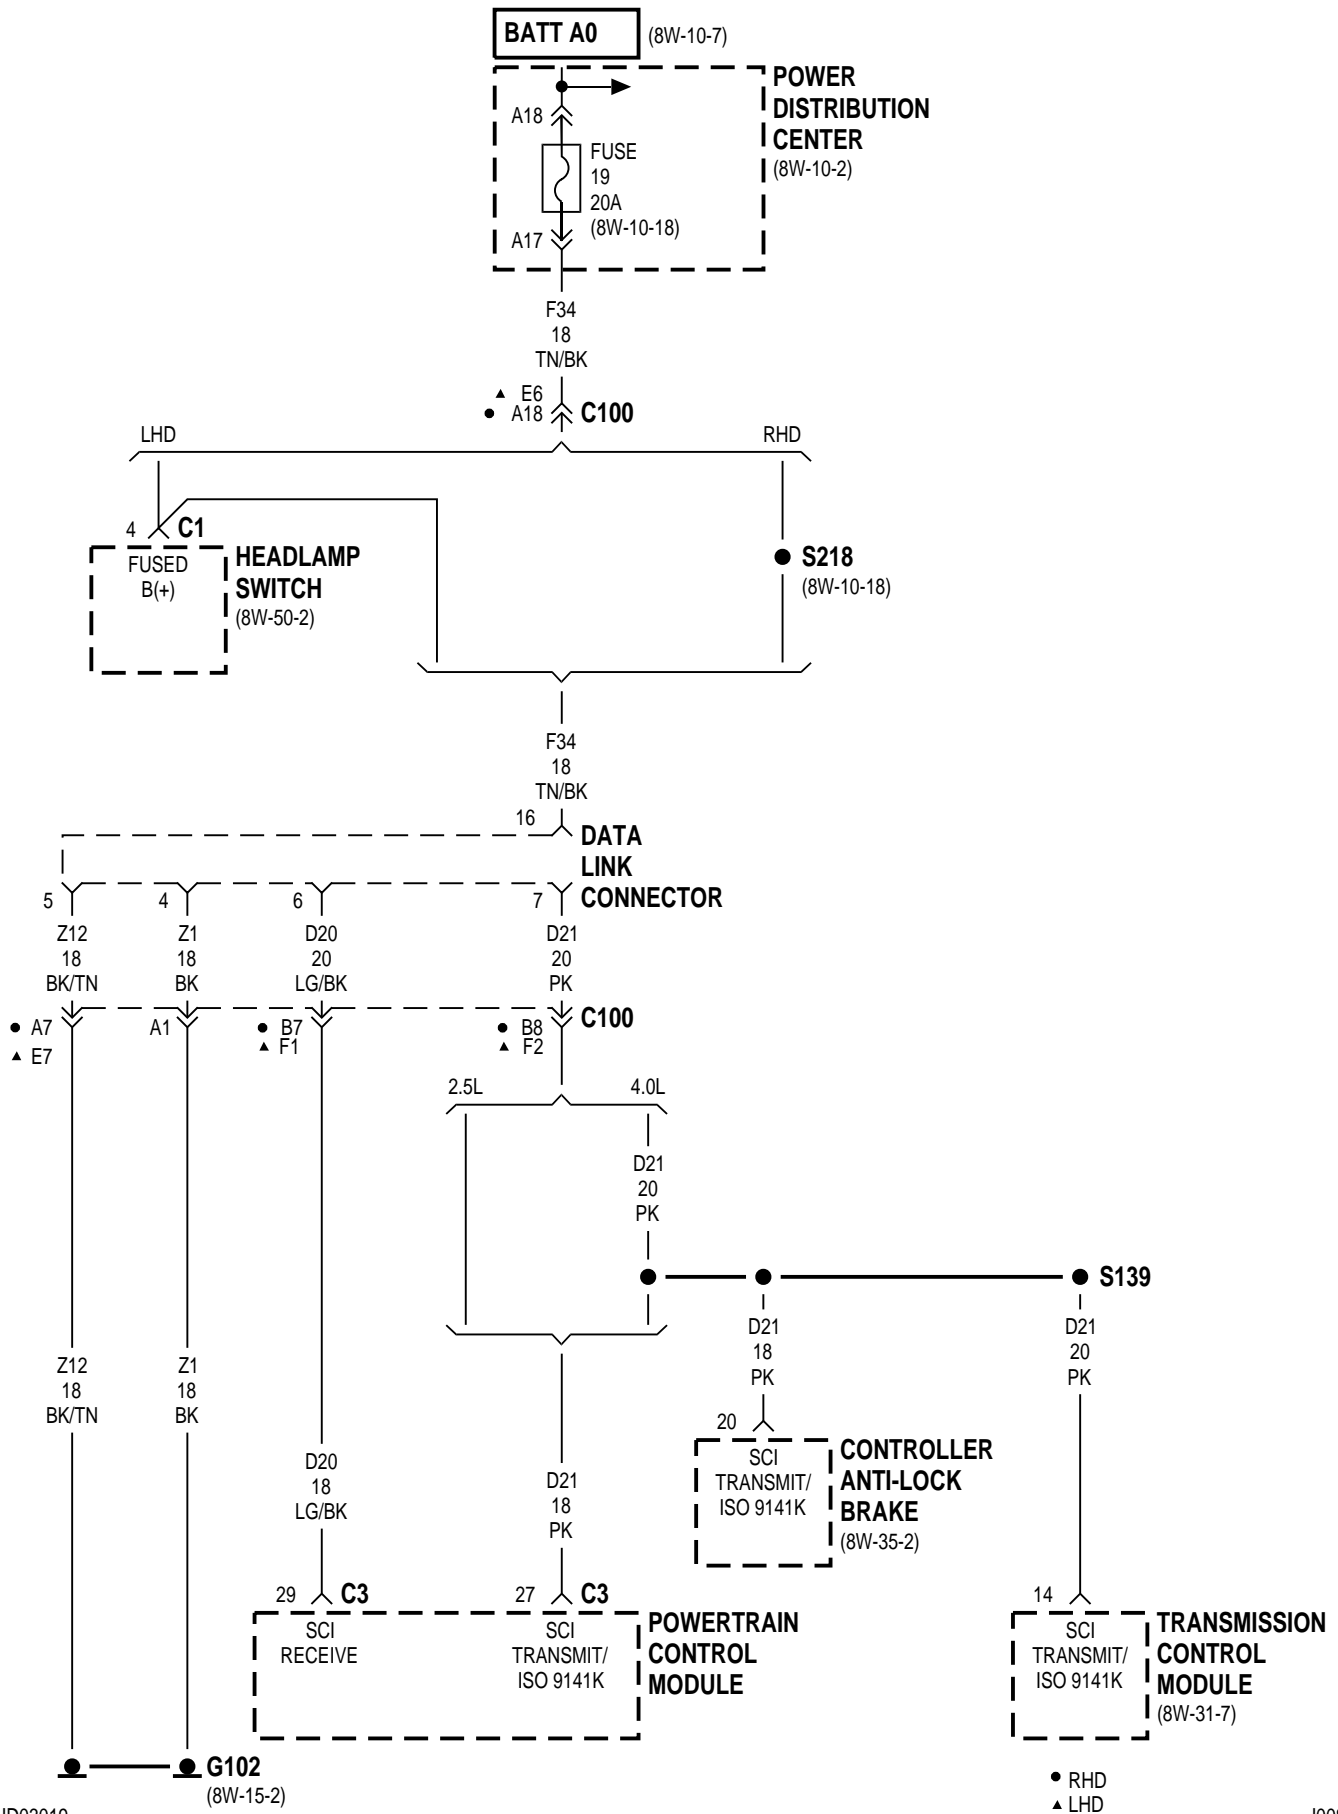 BATT A0 (8W-10-7)
POWER
DISTRIBUTION
CENTER
(8W-10-2)
A18
FUSE
19
20A
(8W-10-18)
A17
F34
18
TN/BK
▲ E6
● A18 C100
LHD RHD
4 C1
FUSED
B(+)
HEADLAMP
SWITCH
(8W-50-2)
S218
(8W-10-18)
F34
18
TN/BK
16
DATA
LINK
CONNECTOR
5 4 6 7
Z12 Z1 D20 D21
18 18 20 20
BK/TN BK LG/BK PK
● A7 A1 ● B7 ● B8 C100
▲ E7 ▲ F1 ▲ F2
2.5L 4.0L
D21
20
PK
S139
D21
18
PK
D21
20
PK
Z12 Z1
18 18
BK/TN BK
20
SCI
TRANSMIT/
ISO 9141K
CONTROLLER
ANTI-LOCK
BRAKE
(8W-35-2)
D20
18
LG/BK
D21
18
PK
29 C3
27 C3
14
SCI
RECEIVE
SCI
TRANSMIT/
ISO 9141K
POWERTRAIN
CONTROL
MODULE
SCI
TRANSMIT/
ISO 9141K
TRANSMISSION
CONTROL
MODULE
(8W-31-7)
G102
(8W-15-2)
● RHD
▲ LHD